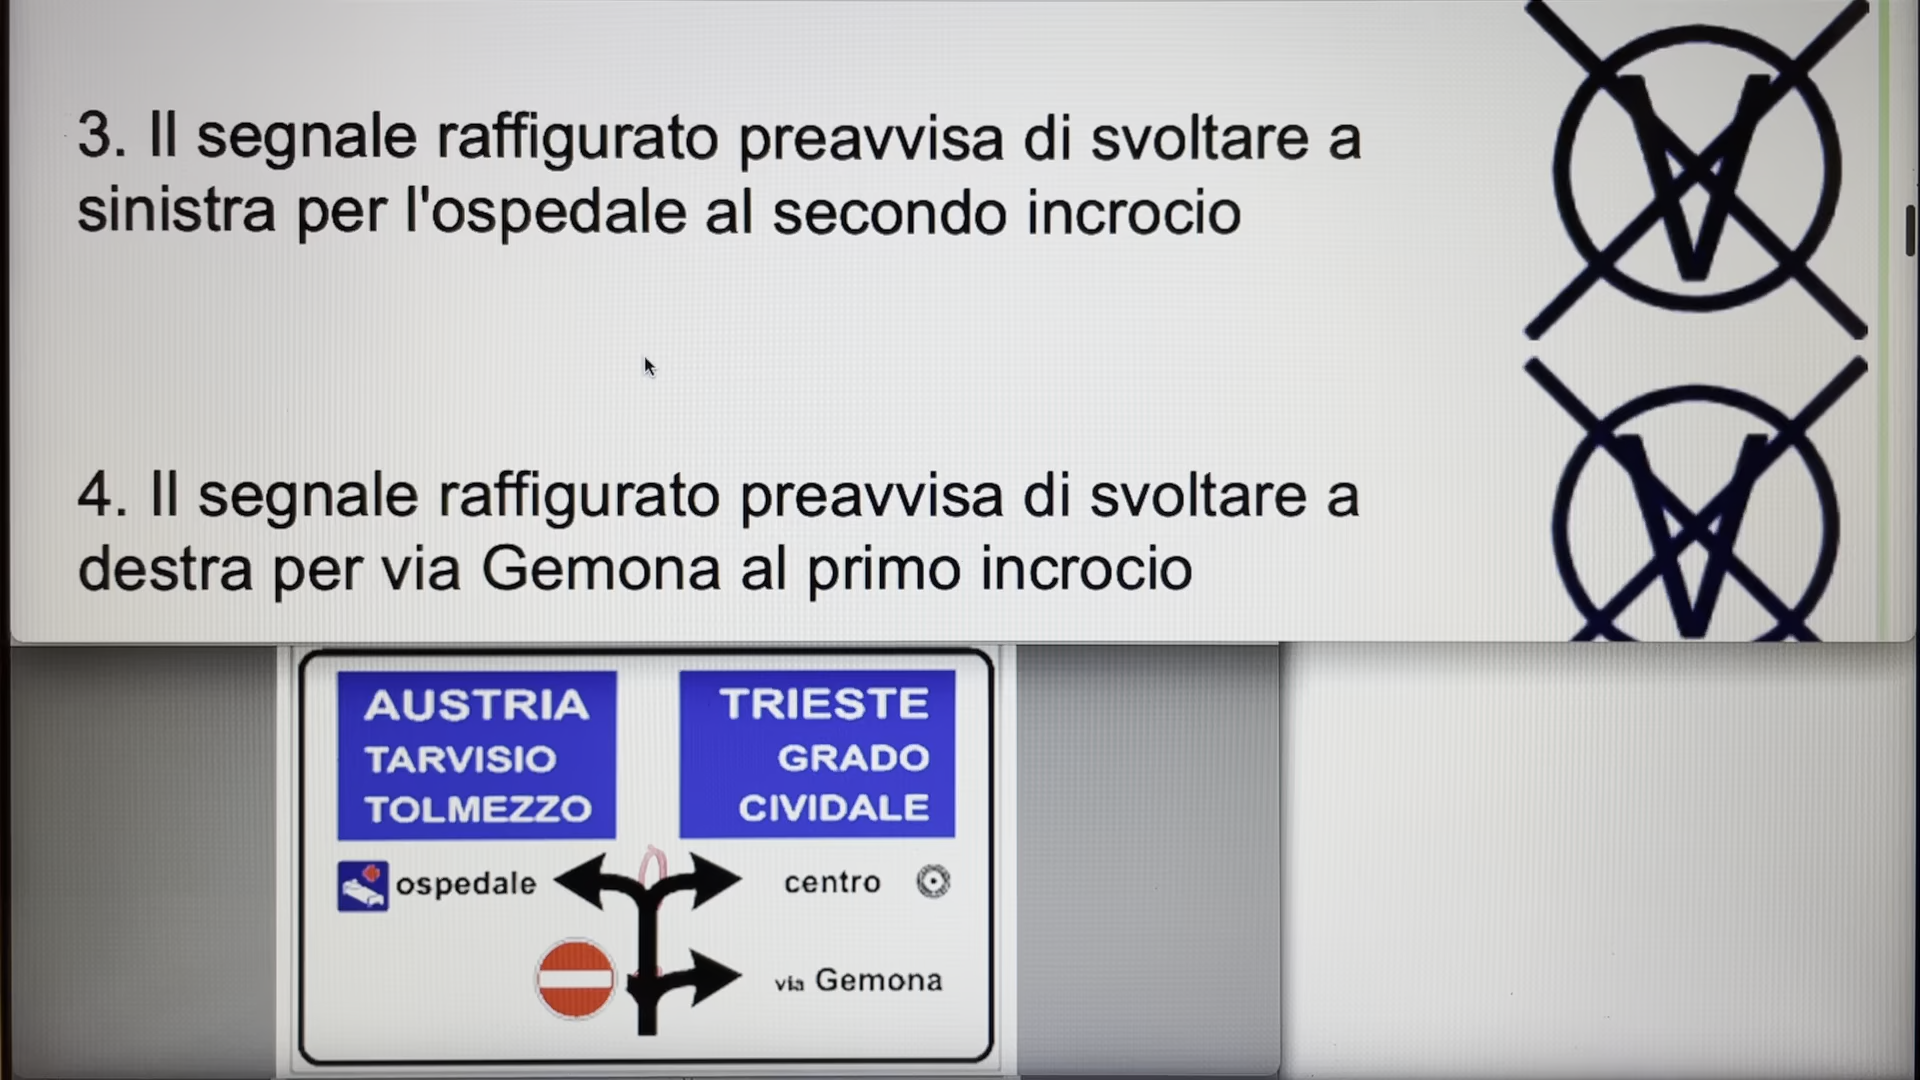 3. Il segnale raffigurato preavvisa di svoltare a
sinistra per l'ospedale al secondo incrocio
V
4. Il segnale raffigurato preavvisa di svoltare a
destra per via Gemona al primo incrocio
V
AUSTRIA
TARVISIO
TOLMEZZO
TRIESTE
GRADO
CIVIDALE
ospedale
centro
via Gemona